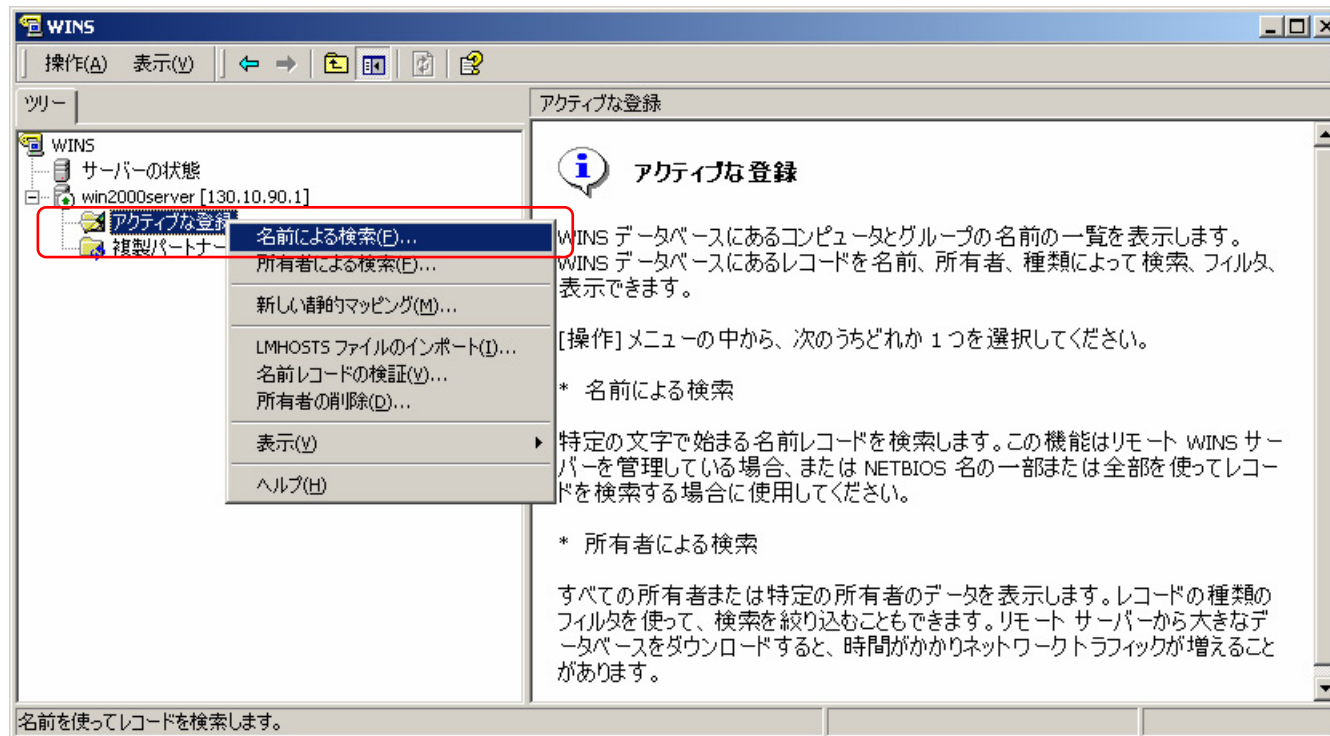 WINS
操作(A) 表示(V)
ツリー
アクティブな登録
WINS
サーバーの状態
win2000server [130.10.90.1]
アクティブな登録
複製パートナー
名前による検索(F)...
所有者による検索(E)...
新しい静的マッピング(M)...
LMHOSTS ファイルのインポート(I)...
名前レコードの検証(V)...
所有者の削除(D)...
表示(V)
ヘルプ(H)
アクティブな登録
WINS データベースにあるコンピュータとグループの名前の一覧を表示します。
WINS データベースにあるレコードを名前、所有者、種類によって検索、フィルタ、
表示できます。
[操作] メニューの中から、次のうちどれか 1 つを選択してください。
* 名前による検索
特定の文字で始まる名前レコードを検索します。この機能はリモート WINS サー
バーを管理している場合、または NETBIOS 名の一部または全部を使ってレコー
ドを検索する場合に使用してください。
* 所有者による検索
すべての所有者または特定の所有者のデータを表示します。レコードの種類の
フィルタを使って、検索を絞り込むこともできます。リモート サーバーから大きなデ
ータベースをダウンロードすると、時間がかかりネットワークトラフィックが増えること
があります。
名前を使ってレコードを検索します。